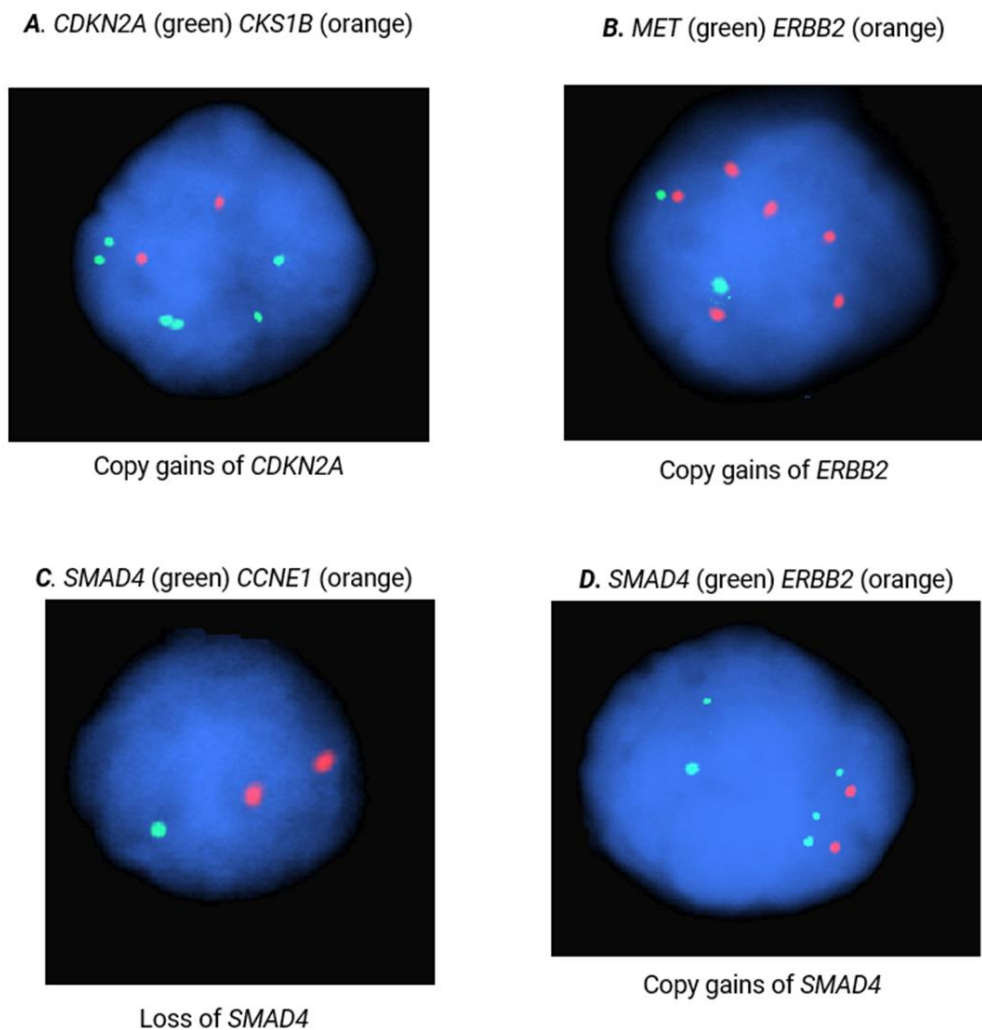 A. CDKN2A (green) CKS1B (orange)
B. MET (green) ERBB2 (orange)
Copy gains of CDKN2A
Copy gains of ERBB2
C. SMAD4 (green) CCNE1 (orange)
D. SMAD4 (green) ERBB2 (orange)
Loss of SMAD4
Copy gains of SMAD4